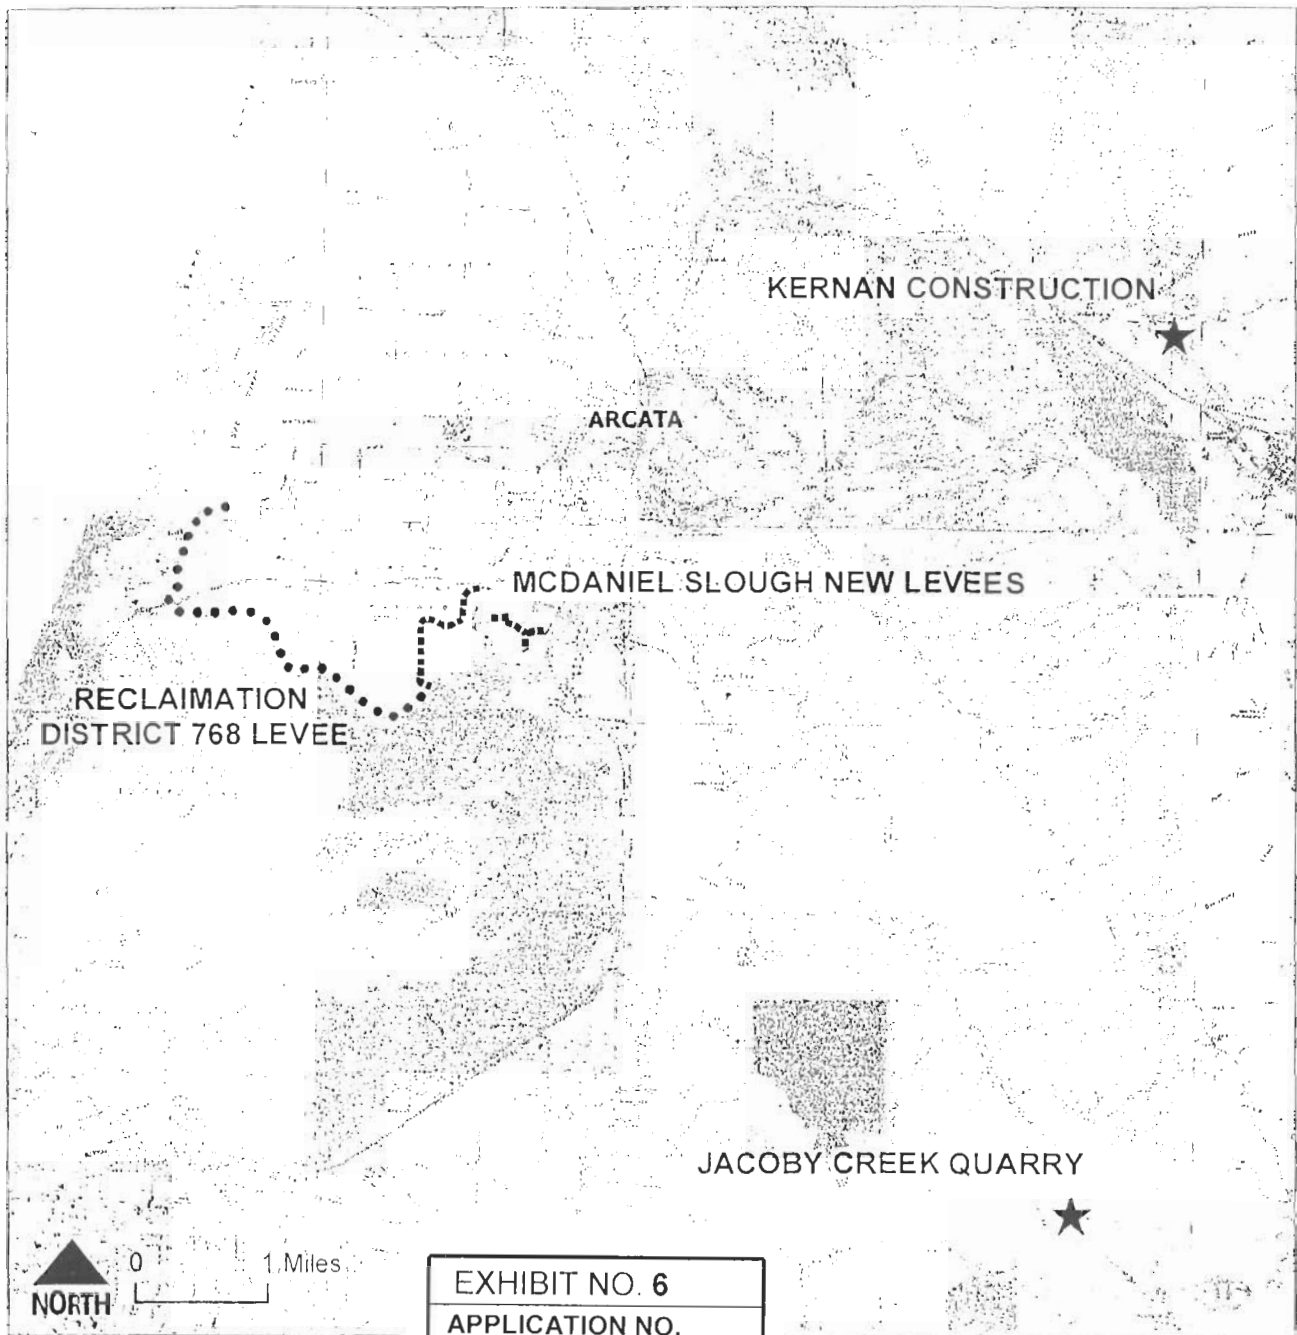 KERNAN CONSTRUCTION
ARCATA
MCDANIEL SLOUGH NEW LEVEES
RECLAIMATION
DISTRICT 768 LEVEE
JACOBY CREEK QUARRY
0 1 Miles
NORTH
EXHIBIT NO. 6
APPLICATION NO.